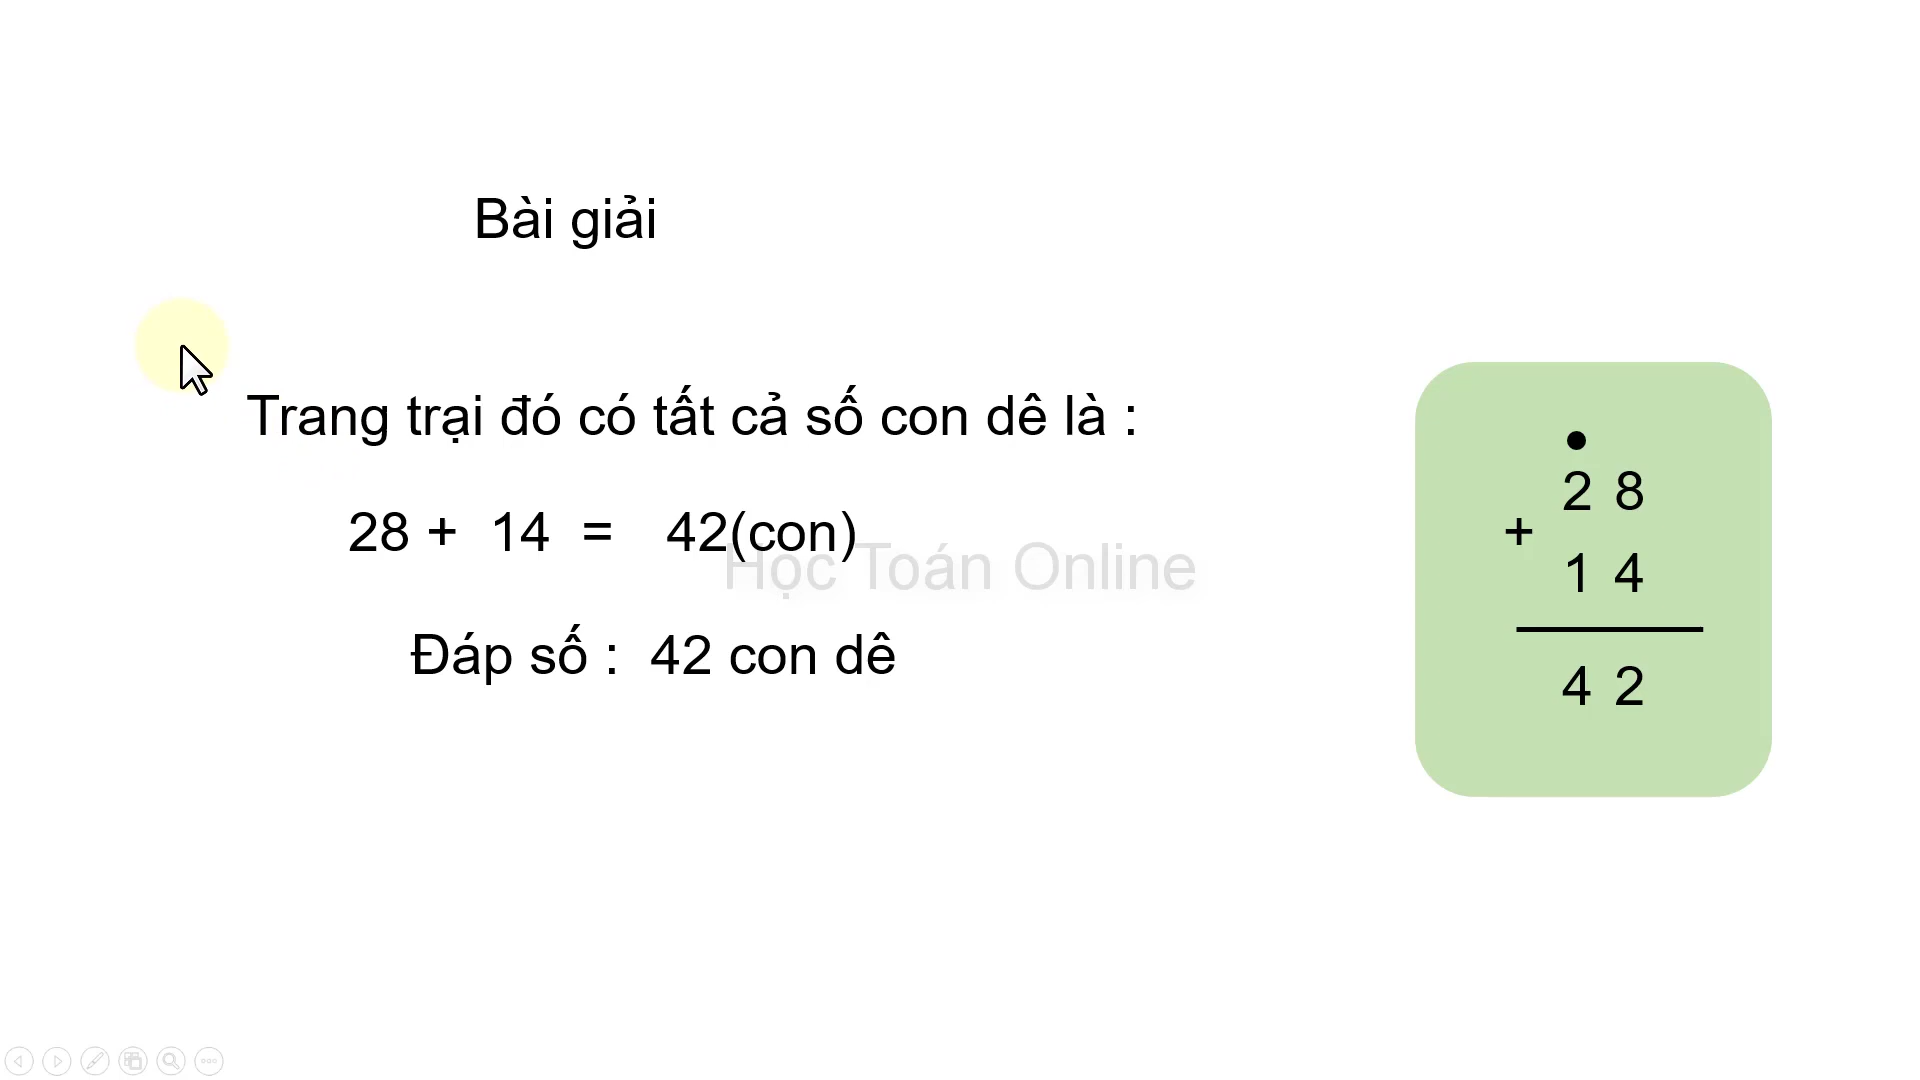 Bài giải
Trang trại đó có tất cả số con dê là :
28 + 14 = 42(con)
Học Toán Online
Đáp số : 42 con dê
2 8
+
1 4
4 2